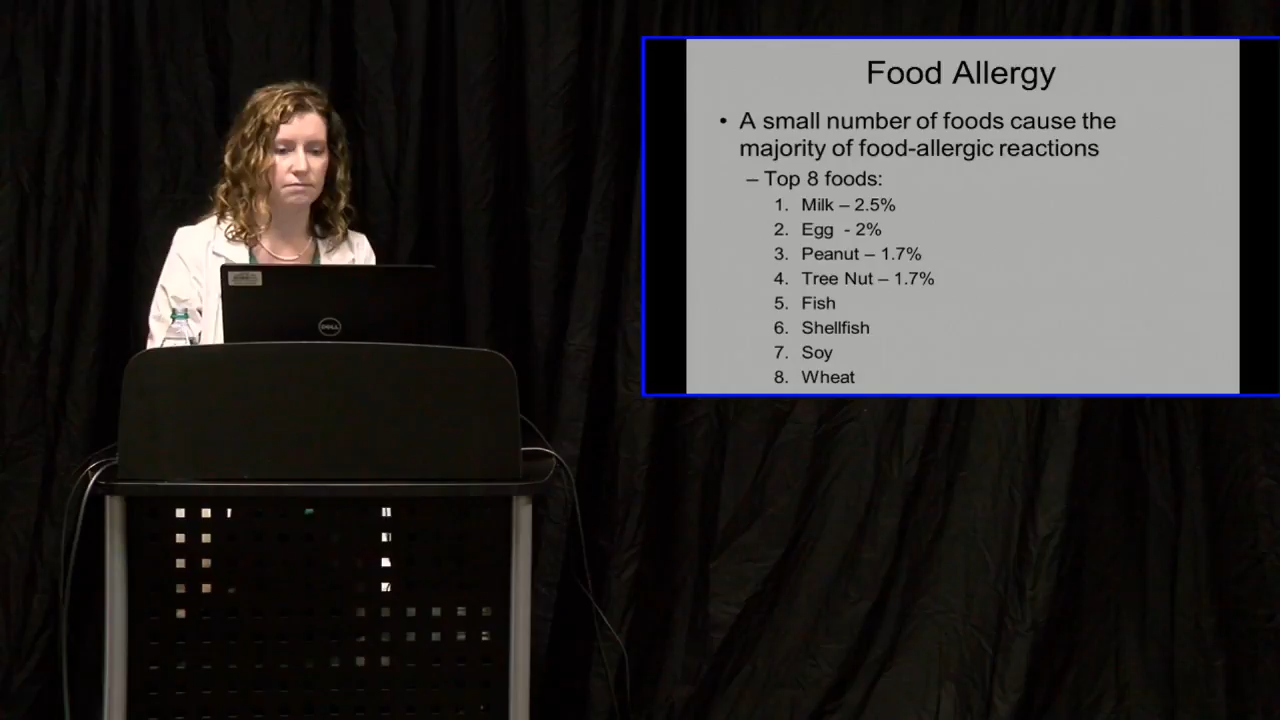 Food Allergy
• A small number of foods cause the
majority of food-allergic reactions
– Top 8 foods:
1. Milk – 2.5%
2. Egg - 2%
3. Peanut – 1.7%
4. Tree Nut – 1.7%
5. Fish
6. Shellfish
7. Soy
8. Wheat
DELL